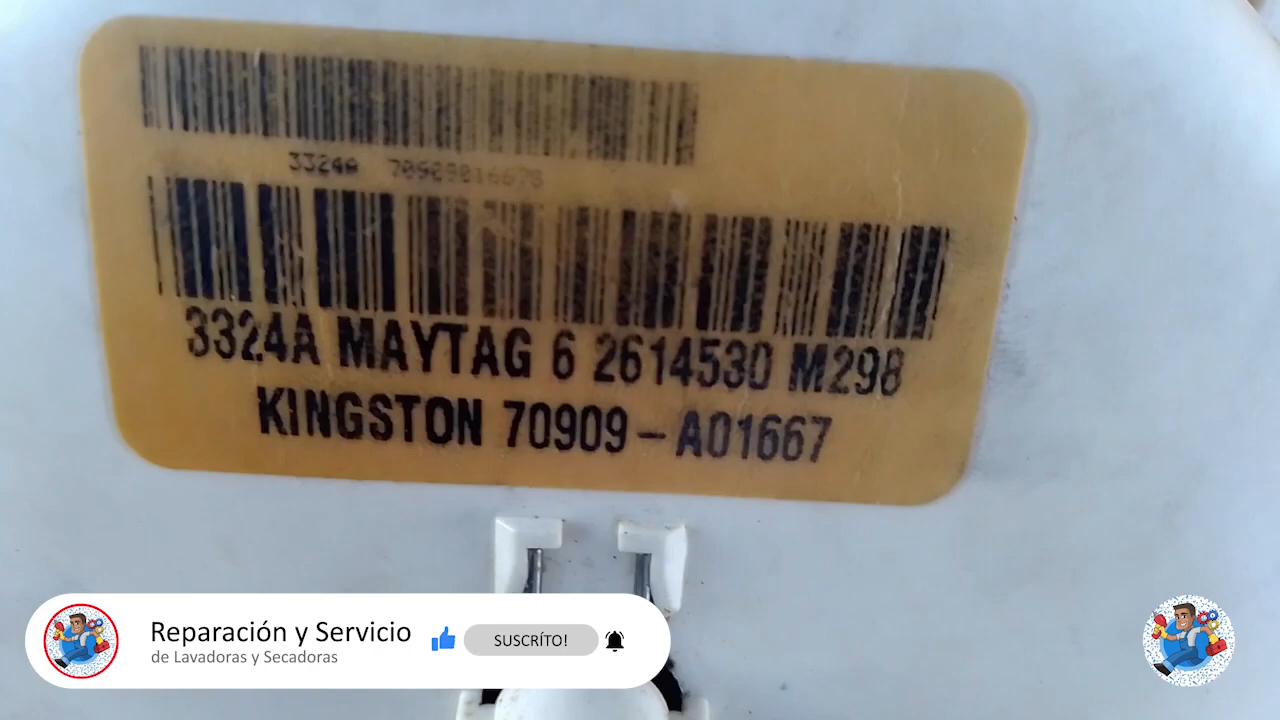 3324A
3324A MAYTAG 6 2614530 M298
KINGSTON 70909-A01667
Reparación y Servicio
de Lavadoras y Secadoras
SUSCRÍTO!